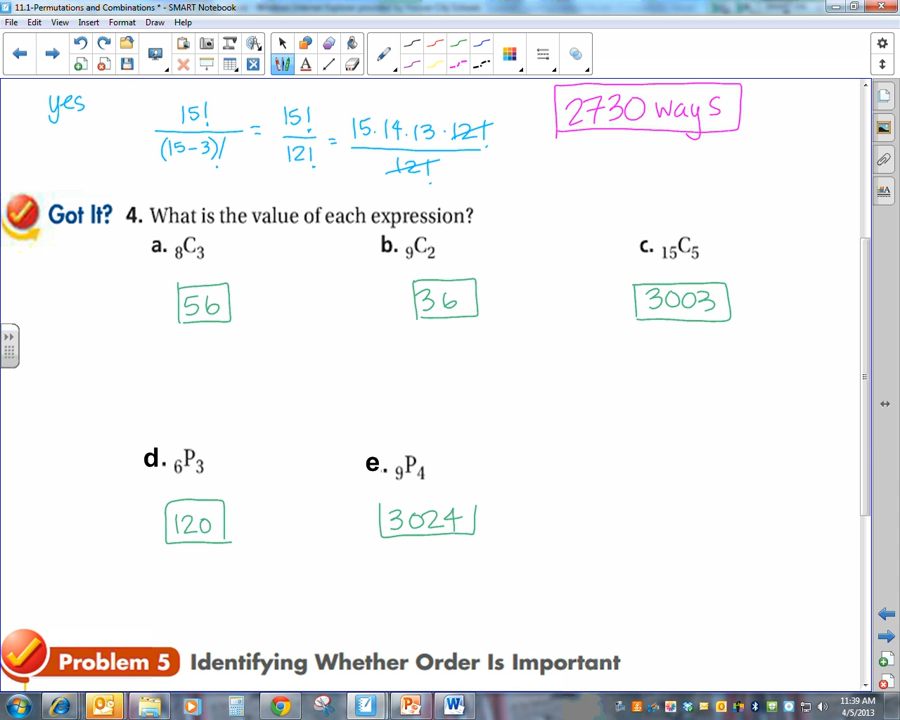 11.1-Permutations and Combinations * - SMART Notebook
File Edit View Insert Format Draw Help
yes
15!/(15-3)! = 15!/12! = 15·14·13·12!/12!
2730 ways
Got It? 4. What is the value of each expression?
a. ₈C₃ b. ₉C₂ c. ₁₅C₅
56 36 3003
d. ₆P₃ e. ₉P₄
120 3024
Problem 5 Identifying Whether Order Is Important
11:39 AM
4/5/2013